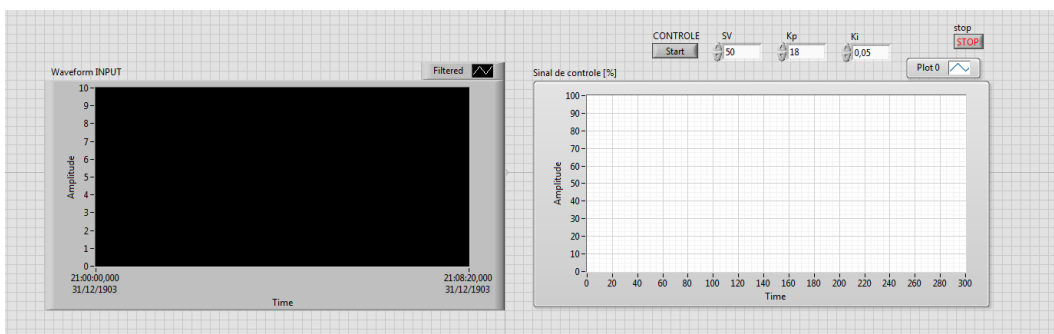 CONTROLE SV Kp Ki stop
Start 50 18 0,05 STOP
Waveform INPUT Filtered
Sinal de controle [%] Plot 0
10
9
8
7
6
5
4
3
2
1
0
Amplitude
21:00:00,000 21:08:20,000
31/12/1903 31/12/1903
Time
100
90
80
70
60
50
40
30
20
10
0
Amplitude
0 20 40 60 80 100 120 140 160 180 200 220 240 260 280 300
Time